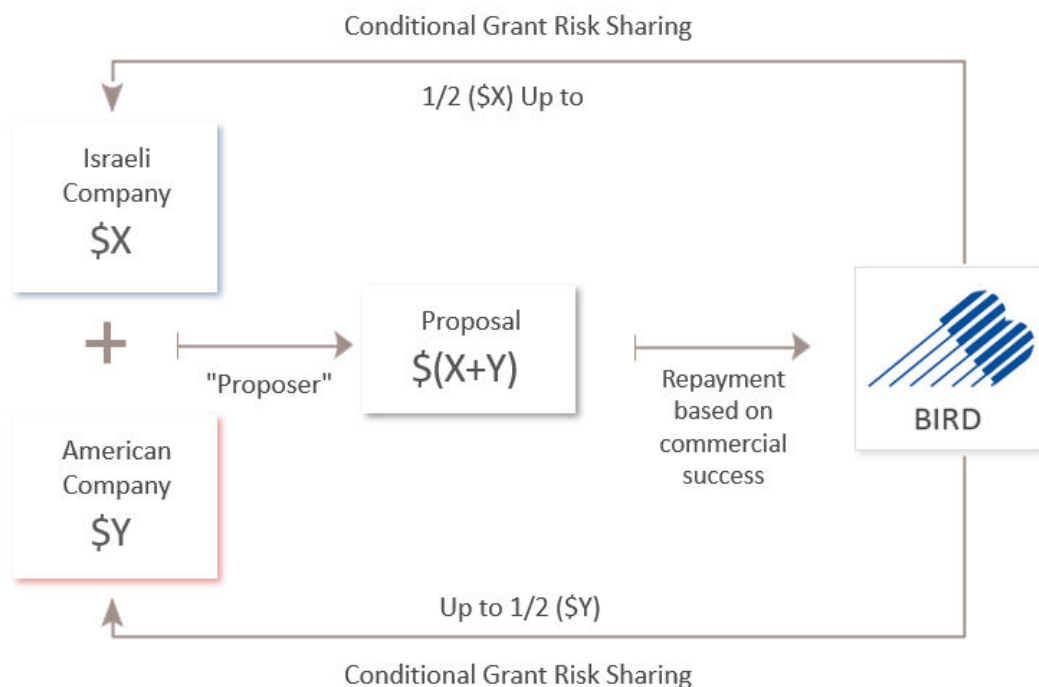 Conditional Grant Risk Sharing
1/2 ($X) Up to
Israeli
Company
$X
+
American
Company
$Y
"Proposer"
Proposal
$(X+Y)
Repayment
based on
commercial
success
BIRD
Up to 1/2 ($Y)
Conditional Grant Risk Sharing